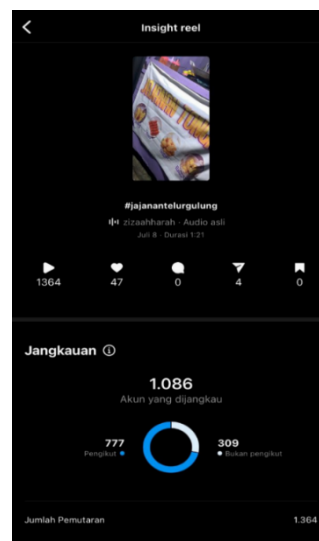 Insight reel
#jajanantelurgulung
zizaahharah · Audio asli
Juli 8 · Durasi 1:21
1364 47 0 4 0
Jangkauan
1.086
Akun yang dijangkau
777
Pengikut
309
Bukan pengikut
Jumlah Pemutaran 1.364